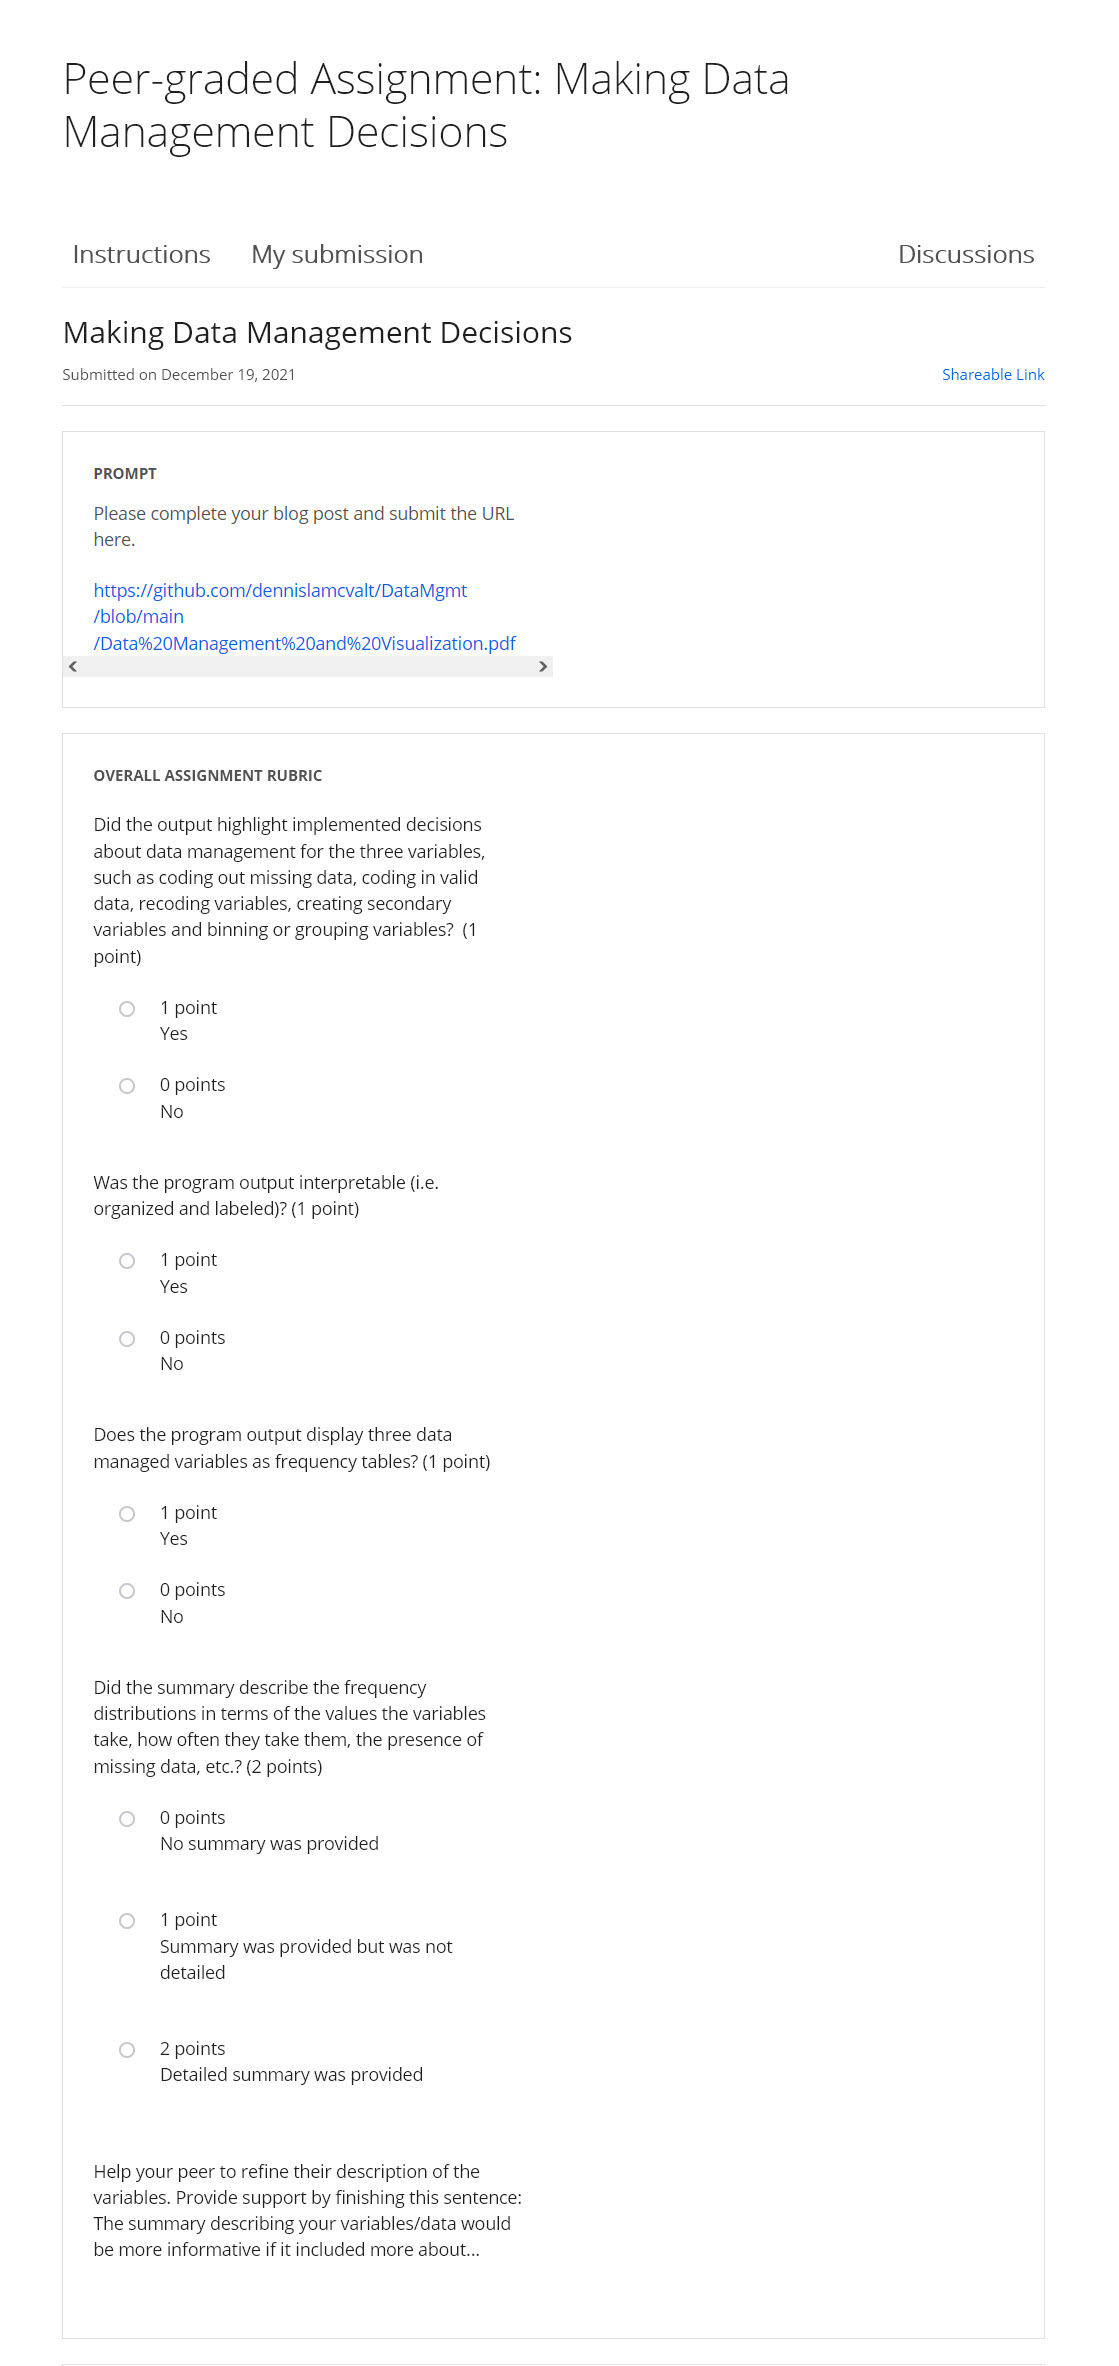 Peer-graded Assignment: Making Data
Management Decisions
Instructions My submission Discussions
Making Data Management Decisions
Submitted on December 19, 2021 Shareable Link
PROMPT
Please complete your blog post and submit the URL
here.
https://github.com/dennislamcvalt/DataMgmt
/blob/main
/Data%20Management%20and%20Visualization.pdf
OVERALL ASSIGNMENT RUBRIC
Did the output highlight implemented decisions
about data management for the three variables,
such as coding out missing data, coding in valid
data, recoding variables, creating secondary
variables and binning or grouping variables?  (1
point)
1 point
Yes
0 points
No
Was the program output interpretable (i.e.
organized and labeled)? (1 point)
1 point
Yes
0 points
No
Does the program output display three data
managed variables as frequency tables? (1 point)
1 point
Yes
0 points
No
Did the summary describe the frequency
distributions in terms of the values the variables
take, how often they take them, the presence of
missing data, etc.? (2 points)
0 points
No summary was provided
1 point
Summary was provided but was not
detailed
2 points
Detailed summary was provided
Help your peer to refine their description of the
variables. Provide support by finishing this sentence:
The summary describing your variables/data would
be more informative if it included more about...